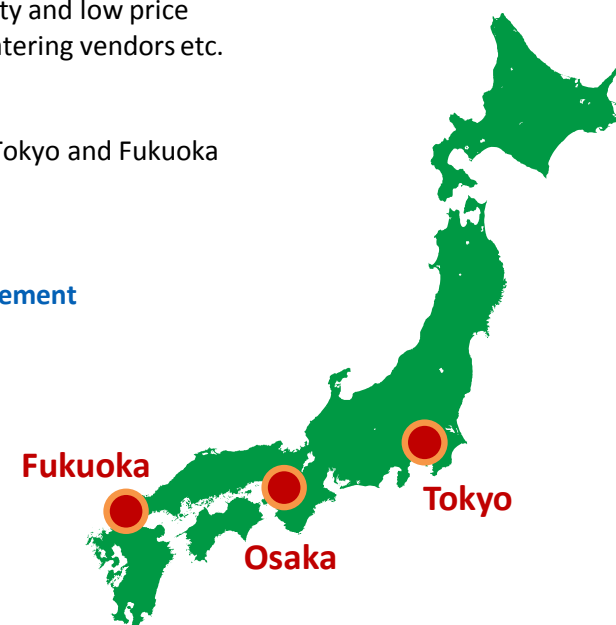 ty and low price
tering vendors etc.
Tokyo and Fukuoka
ement
Fukuoka
Tokyo
Osaka